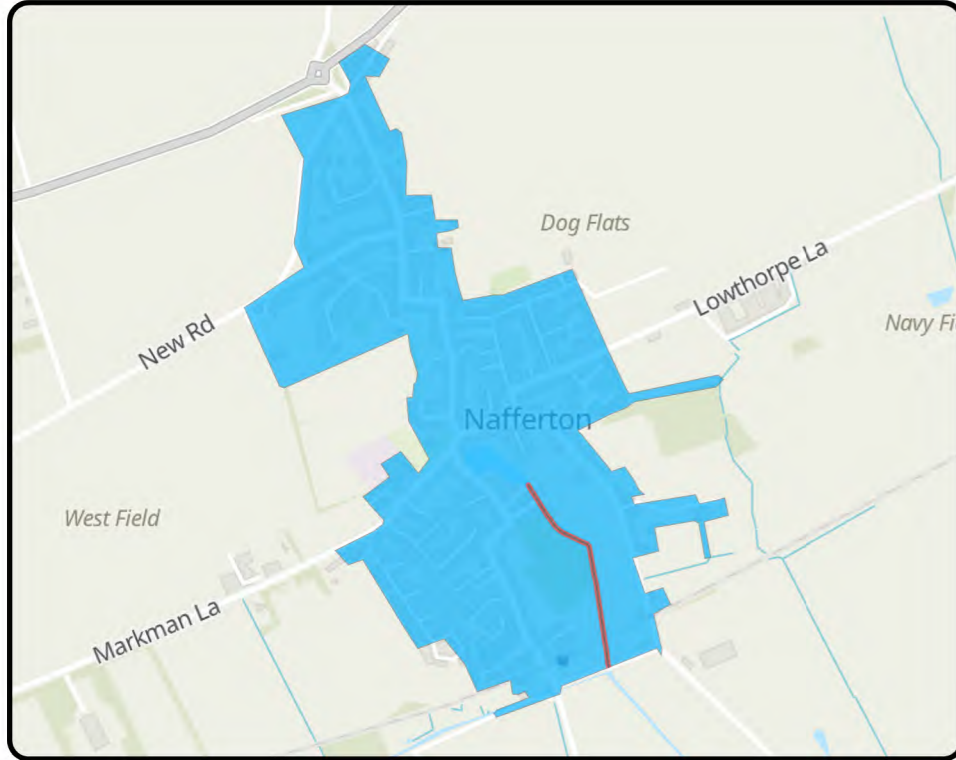 Dog Flats
Lowthorpe La
Navy Fi
New Rd
Nafferton
West Field
Markman La